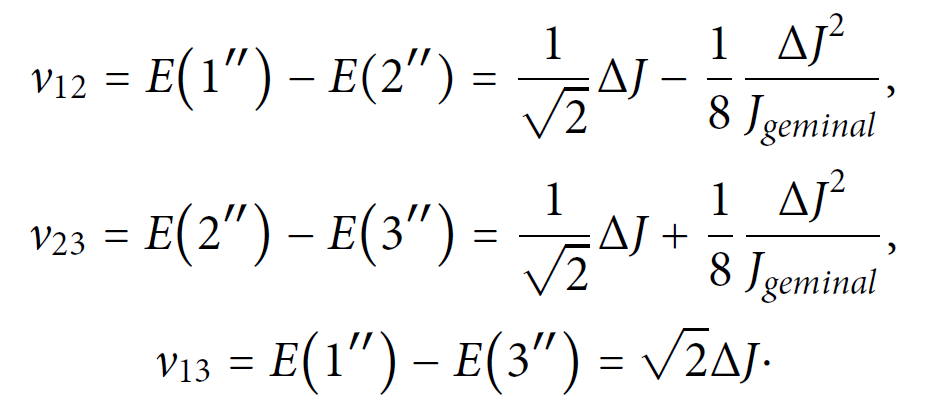 ν₁₂ = E(1″) − E(2″) = 1/√2 ΔJ − 1/8 ΔJ²/J_geminal,
ν₂₃ = E(2″) − E(3″) = 1/√2 ΔJ + 1/8 ΔJ²/J_geminal,
ν₁₃ = E(1″) − E(3″) = √2ΔJ·